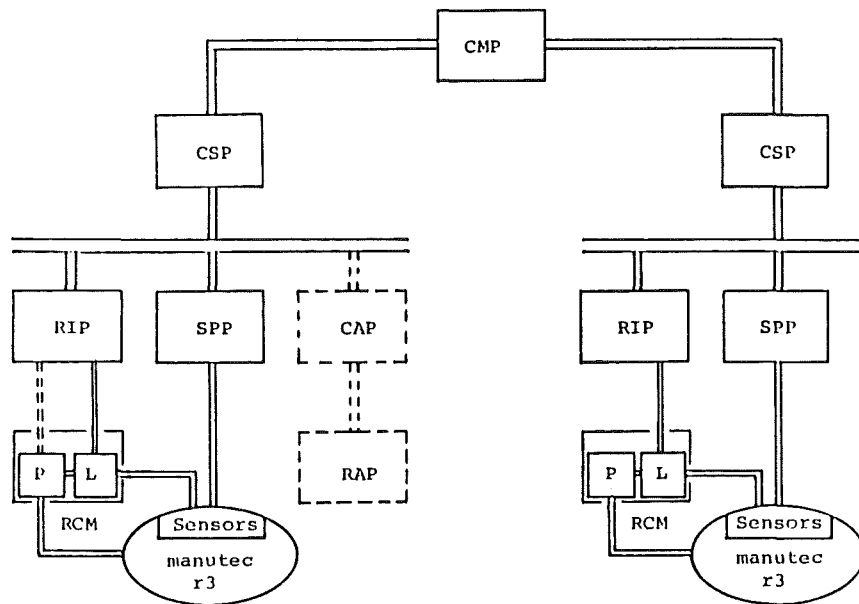 CMP
CSP CSP
RIP SPP CAP RIP SPP
P L RAP P L
RCM Sensors RCM Sensors
manutec manutec
r3 r3